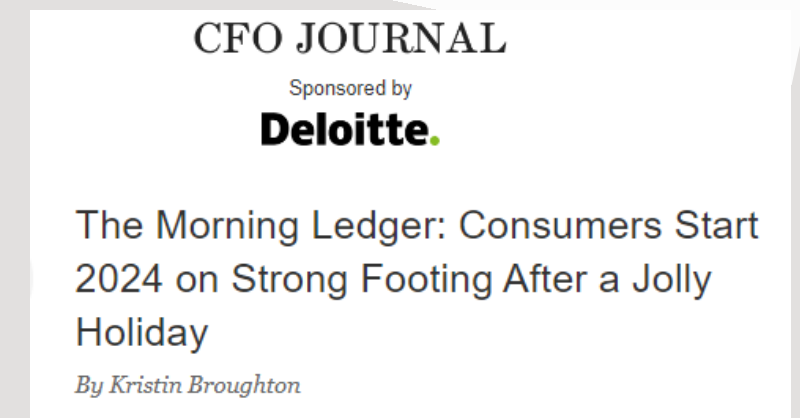 CFO JOURNAL
Sponsored by
Deloitte.
The Morning Ledger: Consumers Start
2024 on Strong Footing After a Jolly
Holiday
By Kristin Broughton